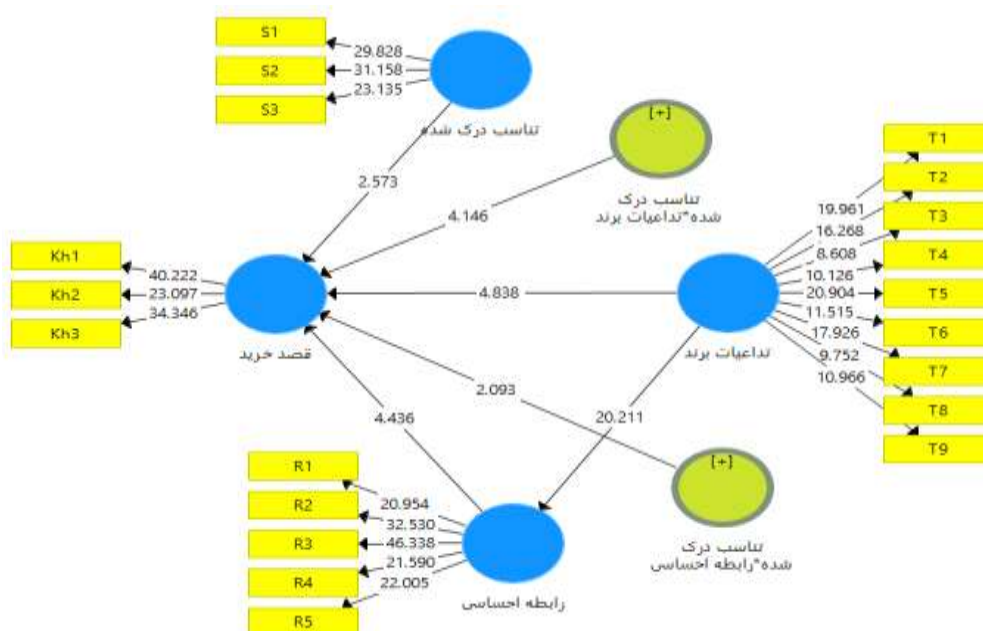 S1
S2
S3
29.828
31.158
23.135
تناسب درک شده
2.573
[+]
تناسب درک
شده*تداعیات برند
4.146
T1
T2
T3
T4
T5
T6
T7
T8
T9
19.961
16.268
8.608
10.126
20.904
11.515
17.926
9.752
10.966
Kh1
Kh2
Kh3
40.222
23.097
34.346
قصد خرید
4.838
تداعیات برند
2.093
4.436
20.211
[+]
تناسب درک
شده*رابطه احساسی
R1
R2
R3
R4
R5
20.954
32.530
46.338
21.590
22.005
رابطه احساسی